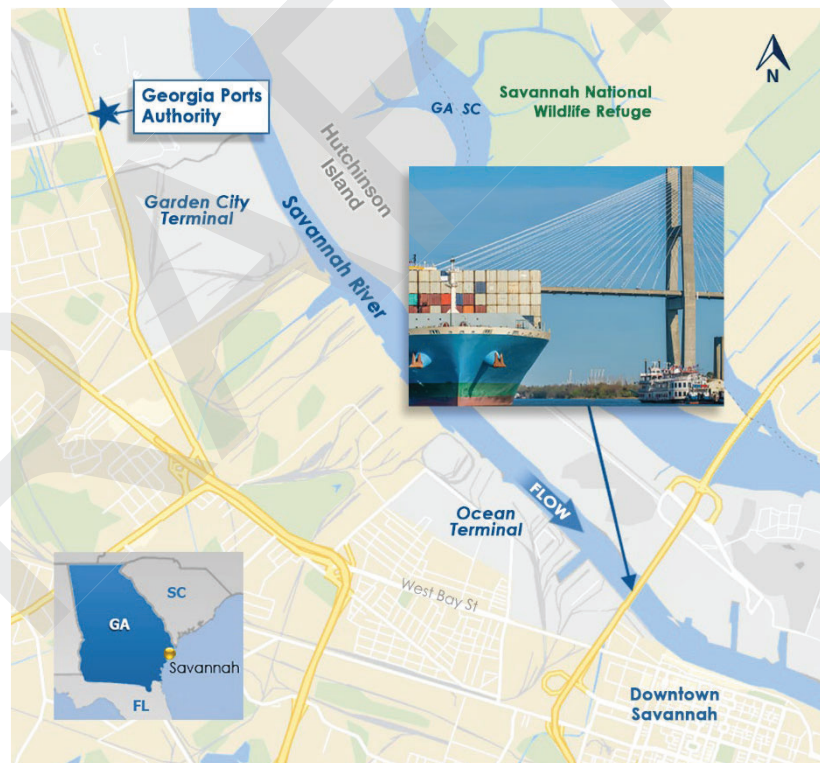 Georgia Ports
Authority
GA SC
Savannah National
Wildlife Refuge
N
Hutchinson
Island
Garden City
Terminal
Savannah River
FLOW
Ocean
Terminal
West Bay St
SC
GA
Savannah
FL
Downtown
Savannah